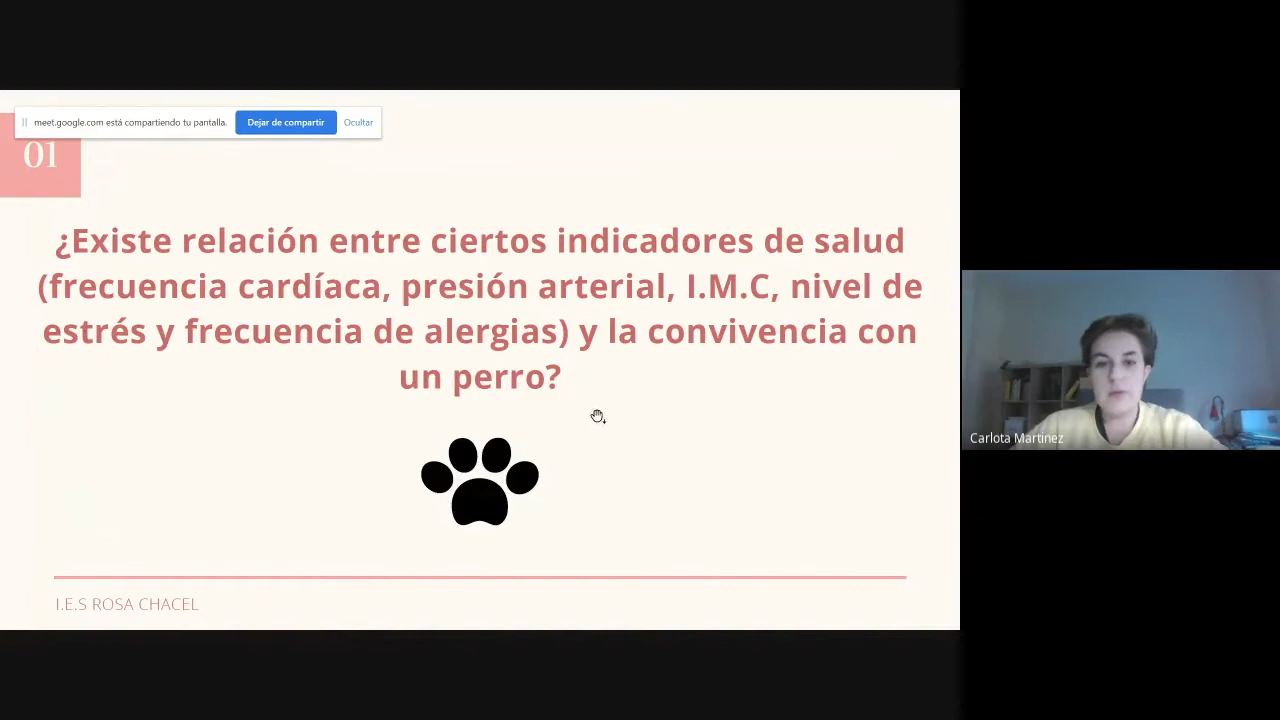 meet.google.com está compartiendo tu pantalla. Dejar de compartir Ocultar
01
¿Existe relación entre ciertos indicadores de salud
(frecuencia cardíaca, presión arterial, I.M.C, nivel de
estrés y frecuencia de alergias) y la convivencia con
un perro?
Carlota Martinez
I.E.S ROSA CHACEL